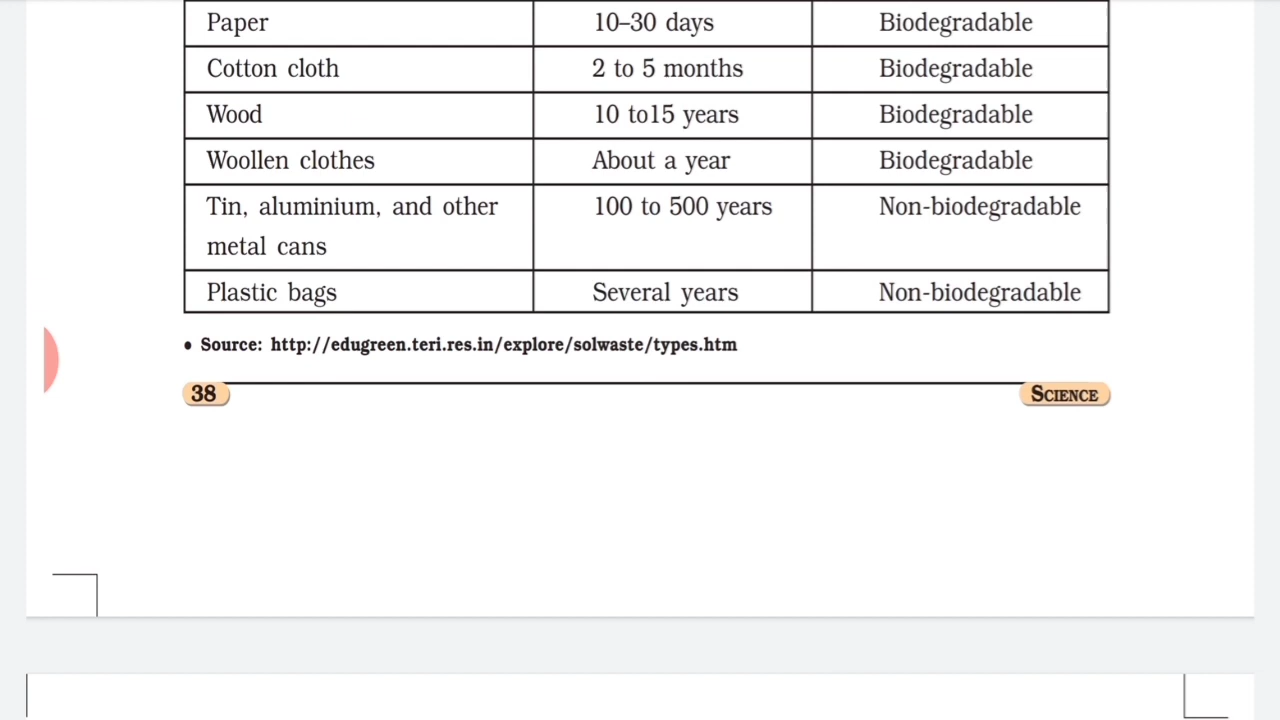 Paper 10–30 days Biodegradable
Cotton cloth 2 to 5 months Biodegradable
Wood 10 to15 years Biodegradable
Woollen clothes About a year Biodegradable
Tin, aluminium, and other 100 to 500 years Non-biodegradable
metal cans
Plastic bags Several years Non-biodegradable
• Source: http://edugreen.teri.res.in/explore/solwaste/types.htm
38 SCIENCE